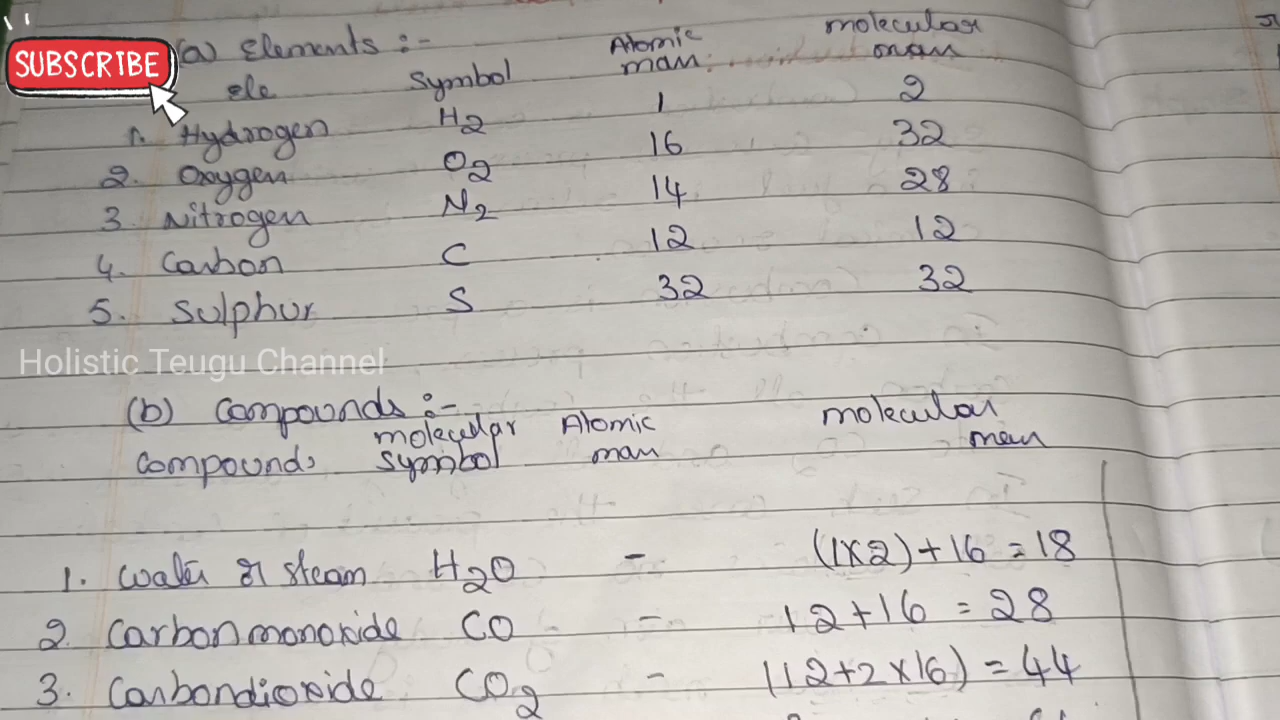 SUBSCRIBE
(a) Elements :-
ele Symbol Atomic mass: molecular mass
1. Hydrogen H2 1 2
2. Oxygen O2 16 32
3. Nitrogen N2 14 28
4. Carbon C 12 12
5. Sulphur S 32 32
Holistic Teugu Channel
(b) Compounds :-
Compounds molecular symbol Atomic mass molecular mass
1. water or steam H2O - (1x2)+16 = 18
2. Carbonmonoxide CO - 12+16 = 28
3. Carbondioxide CO2 - (12+2x16) = 44